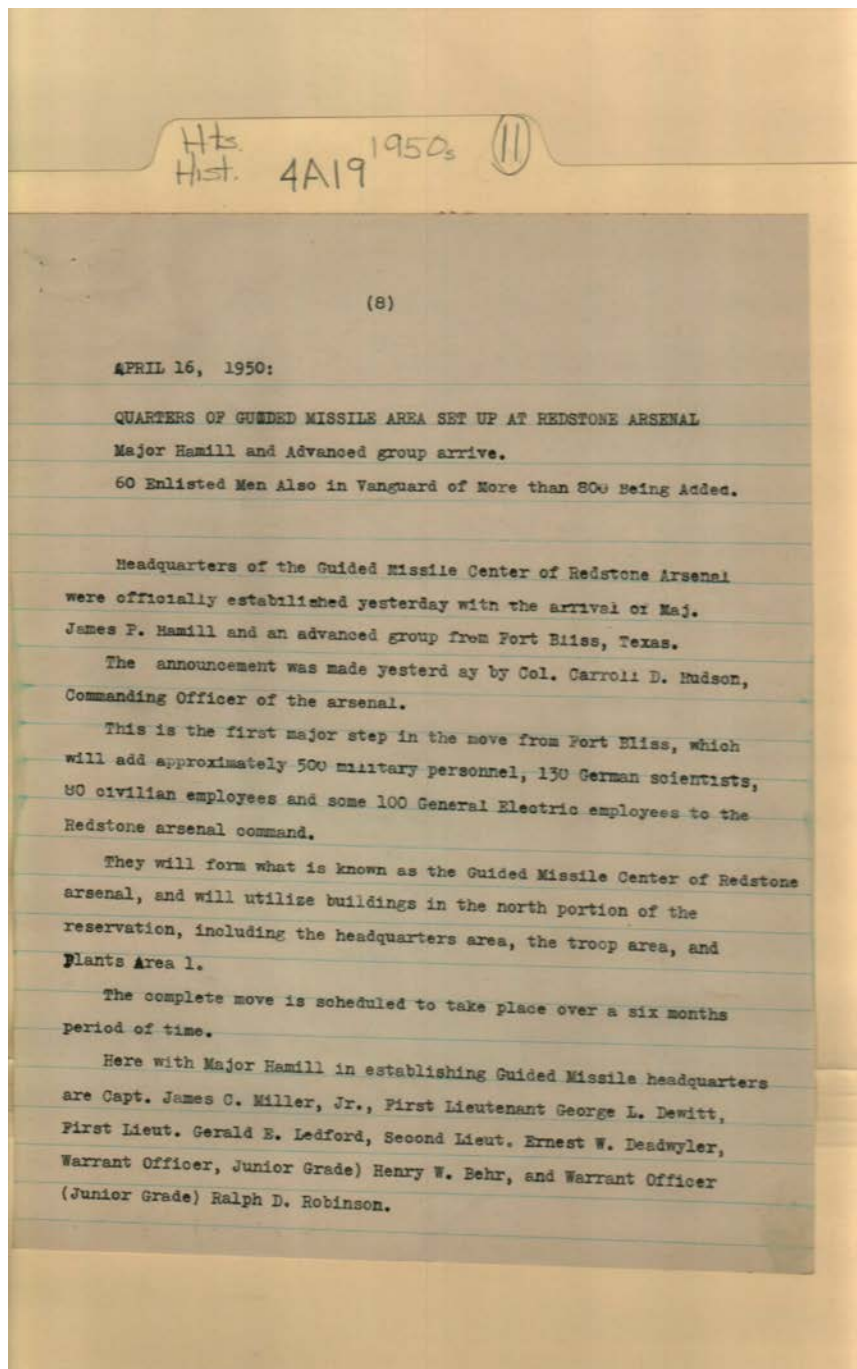 Hts. 1950s 11
Hist. 4A19
(8)
APRIL 16, 1950:
QUARTERS OF GUIDED MISSILE AREA SET UP AT REDSTONE ARSENAL
Major Hamill and Advanced group arrive.
60 Enlisted Men Also in Vanguard of More than 800 Being Added.
Headquarters of the Guided Missile Center of Redstone Arsenal
were officially estabilished yesterday with the arrival of Maj.
James P. Hamill and an advanced group from Fort Bliss, Texas.
The announcement was made yesterd ay by Col. Carroll D. Hudson,
Commanding Officer of the arsenal.
This is the first major step in the move from Fort Bliss, which
will add approximately 500 military personnel, 130 German scientists,
80 civilian employees and some 100 General Electric employees to the
Redstone arsenal command.
They will form what is known as the Guided Missile Center of Redstone
arsenal, and will utilize buildings in the north portion of the
reservation, including the headquarters area, the troop area, and
Plants Area 1.
The complete move is scheduled to take place over a six months
period of time.
Here with Major Hamill in establishing Guided Missile headquarters
are Capt. James C. Miller, Jr., First Lieutenant George L. Dewitt,
First Lieut. Gerald E. Ledford, Second Lieut. Ernest W. Deadwyler,
Warrant Officer, Junior Grade) Henry W. Behr, and Warrant Officer
(Junior Grade) Ralph D. Robinson.